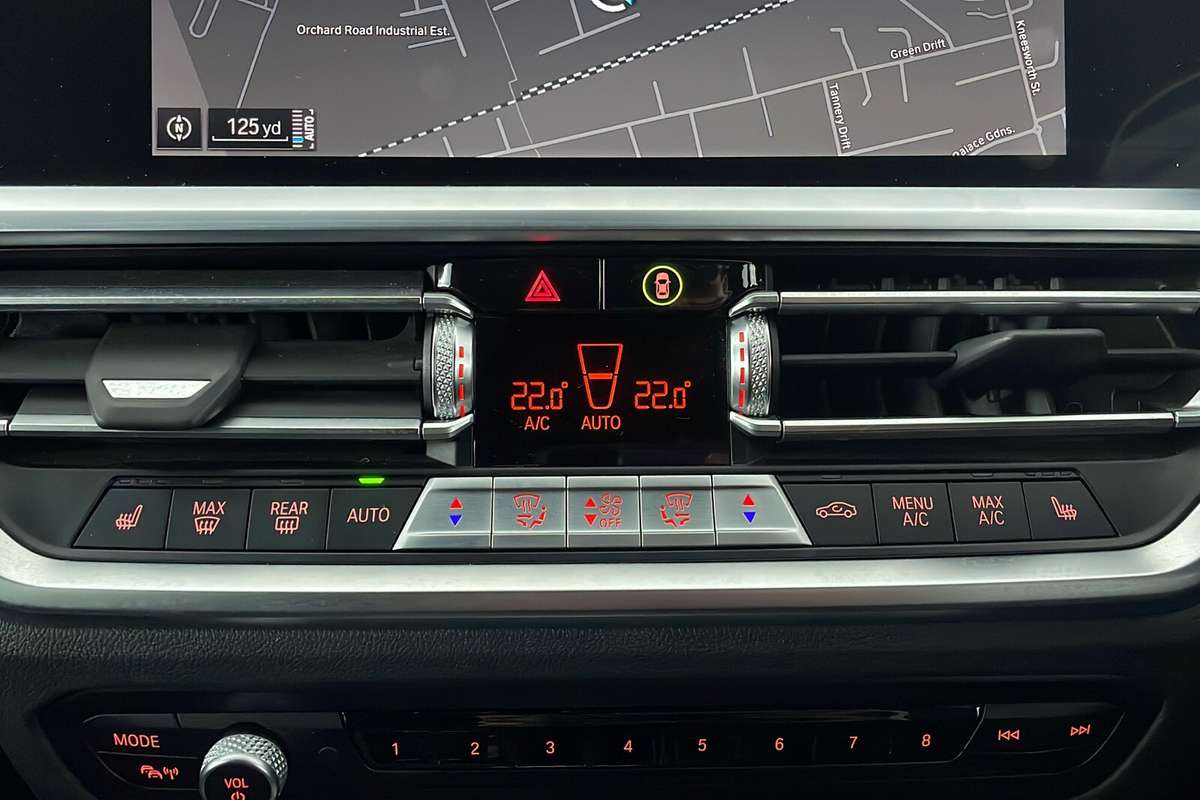 Orchard Road Industrial Est.
Green Drift
Kneesworth St.
Tannery Drift
Palace Gdns.
N
125 yd
AUTO
22.0°
22.0°
A/C
AUTO
MAX
REAR
AUTO
OFF
MENU
A/C
MAX
A/C
MODE
VOL
1
2
3
4
5
6
7
8